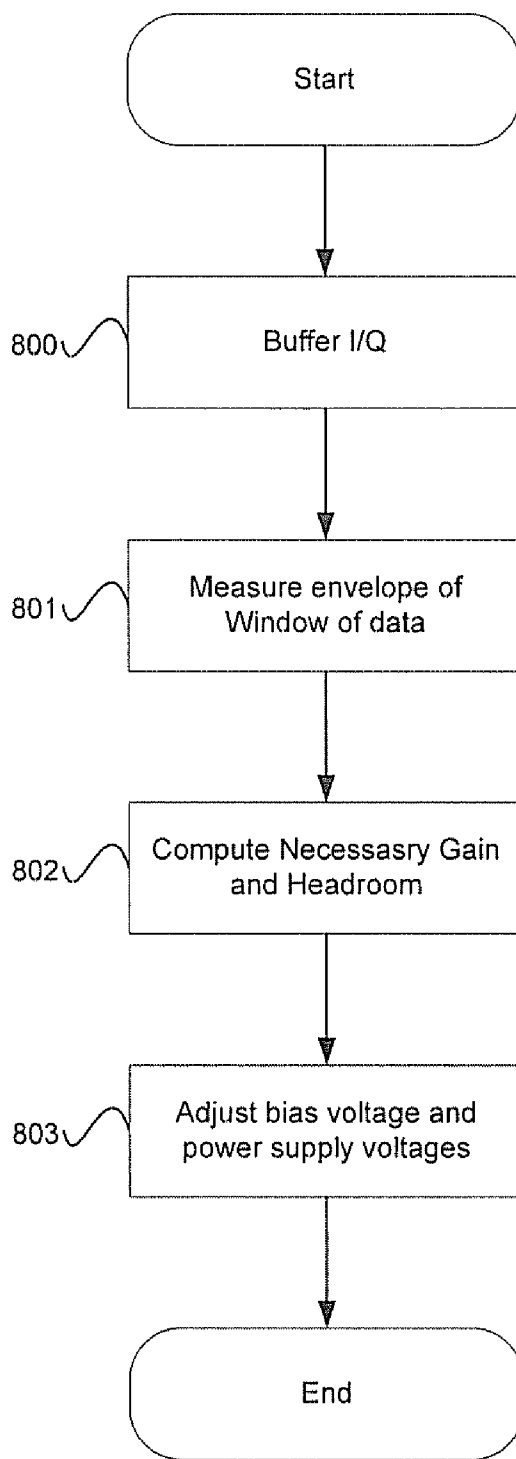 Start
800
Buffer I/Q
801
Measure envelope of
Window of data
802
Compute Necessasry Gain
and Headroom
803
Adjust bias voltage and
power supply voltages
End